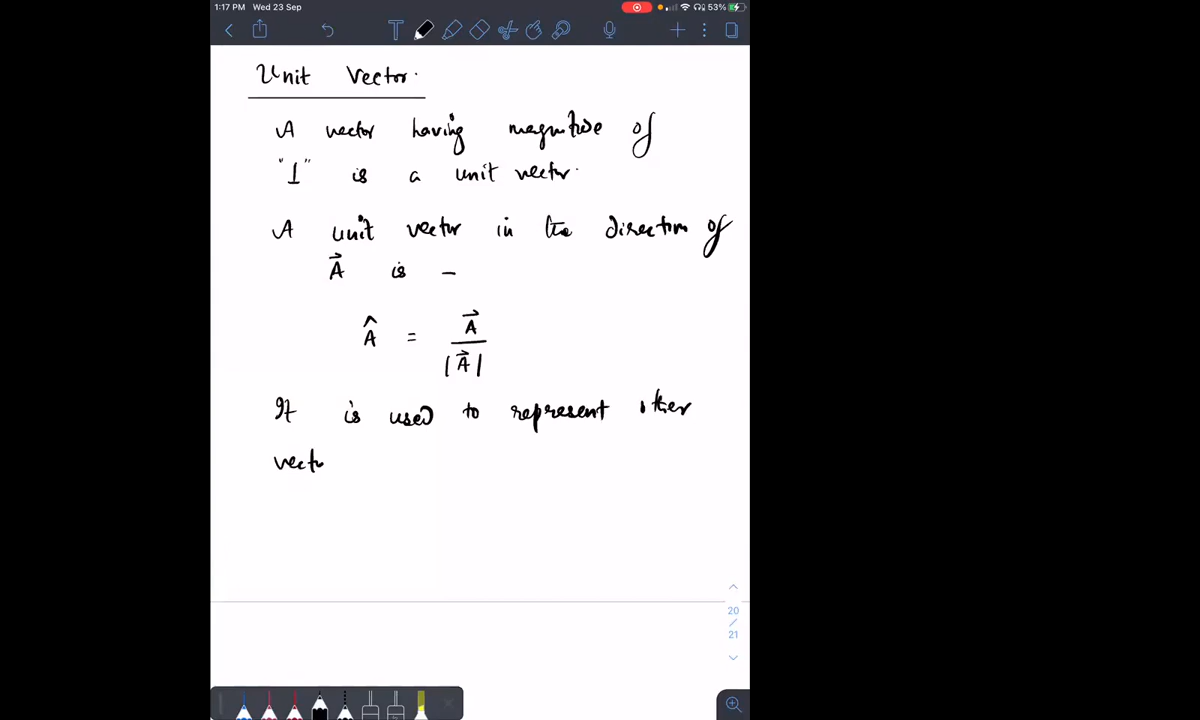 1:17 PM Wed 23 Sep 53%
T
Unit Vector.
A vector having magnitude of
"1" is a unit vector.
A unit vector in the direction of
A⃗ is -
Â = A⃗ / |A⃗|
It is used to represent other
vecto
20
/
21